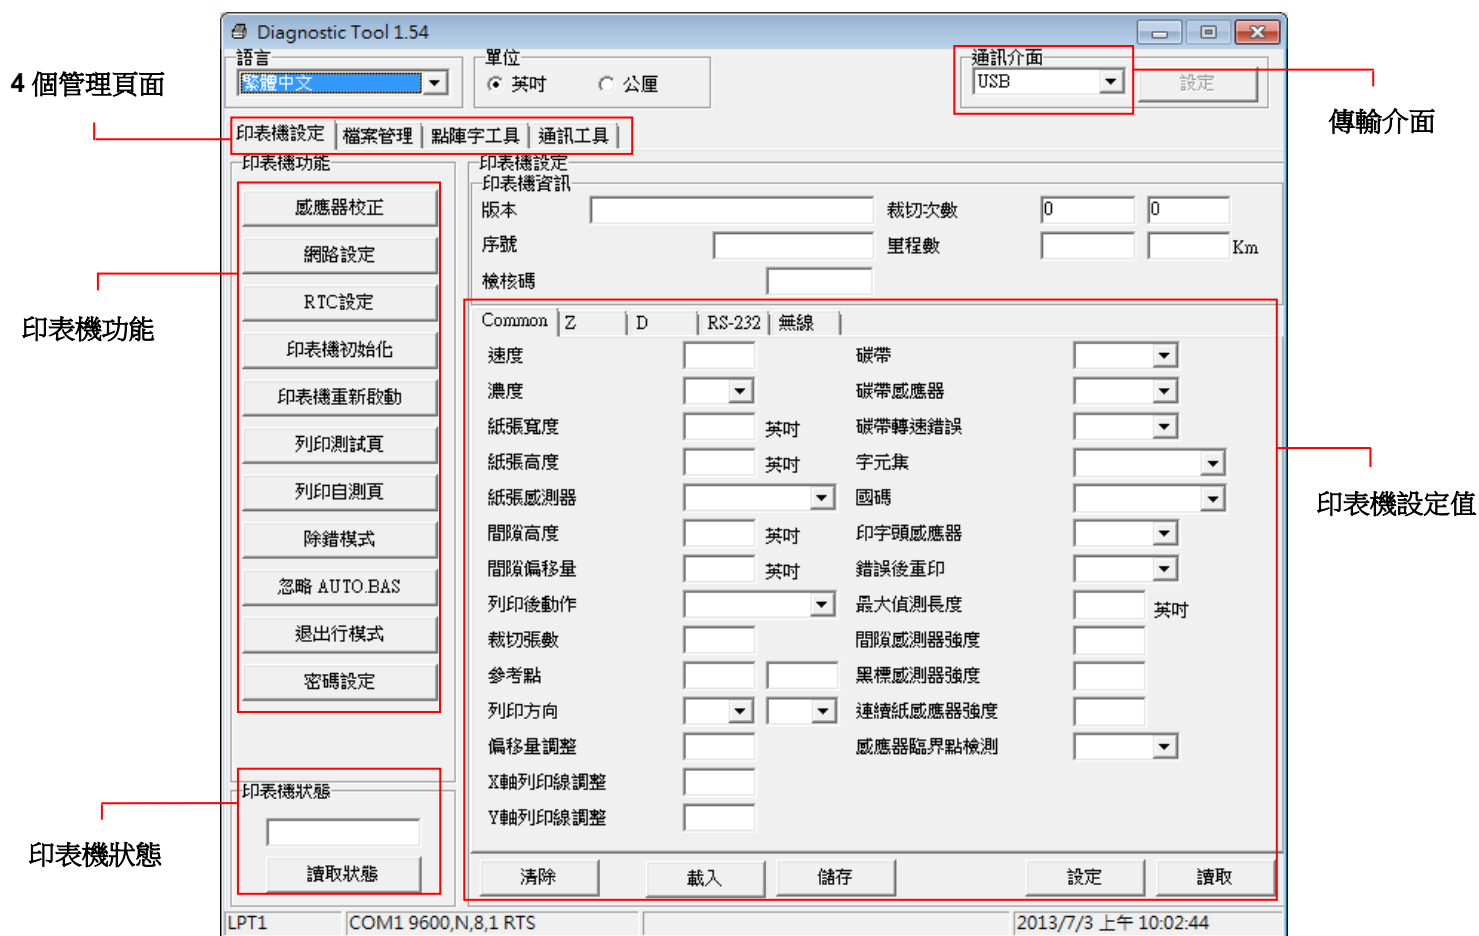 Diagnostic Tool 1.54
語言
繁體中文
單位
英吋
公厘
通訊介面
USB
設定
4 個管理頁面
傳輸介面
印表機設定
檔案管理
點陣字工具
通訊工具
印表機功能
感應器校正
網路設定
RTC設定
印表機初始化
印表機重新啟動
列印測試頁
列印自測頁
除錯模式
忽略 AUTO.BAS
退出行模式
密碼設定
印表機功能
印表機設定
印表機資訊
版本
裁切次數
0
0
序號
里程數
Km
檢核碼
Common
Z
D
RS-232
無線
速度
碳帶
濃度
碳帶感應器
紙張寬度
英吋
碳帶轉速錯誤
紙張高度
英吋
字元集
紙張感測器
國碼
間隙高度
英吋
印字頭感應器
間隙偏移量
英吋
錯誤後重印
列印後動作
最大偵測長度
英吋
裁切張數
間隙感測器強度
參考點
黑標感測器強度
列印方向
連續紙感應器強度
偏移量調整
感應器臨界點檢測
X軸列印線調整
Y軸列印線調整
印表機設定值
印表機狀態
讀取狀態
印表機狀態
清除
載入
儲存
設定
讀取
LPT1
COM1 9600,N,8,1 RTS
2013/7/3 上午 10:02:44